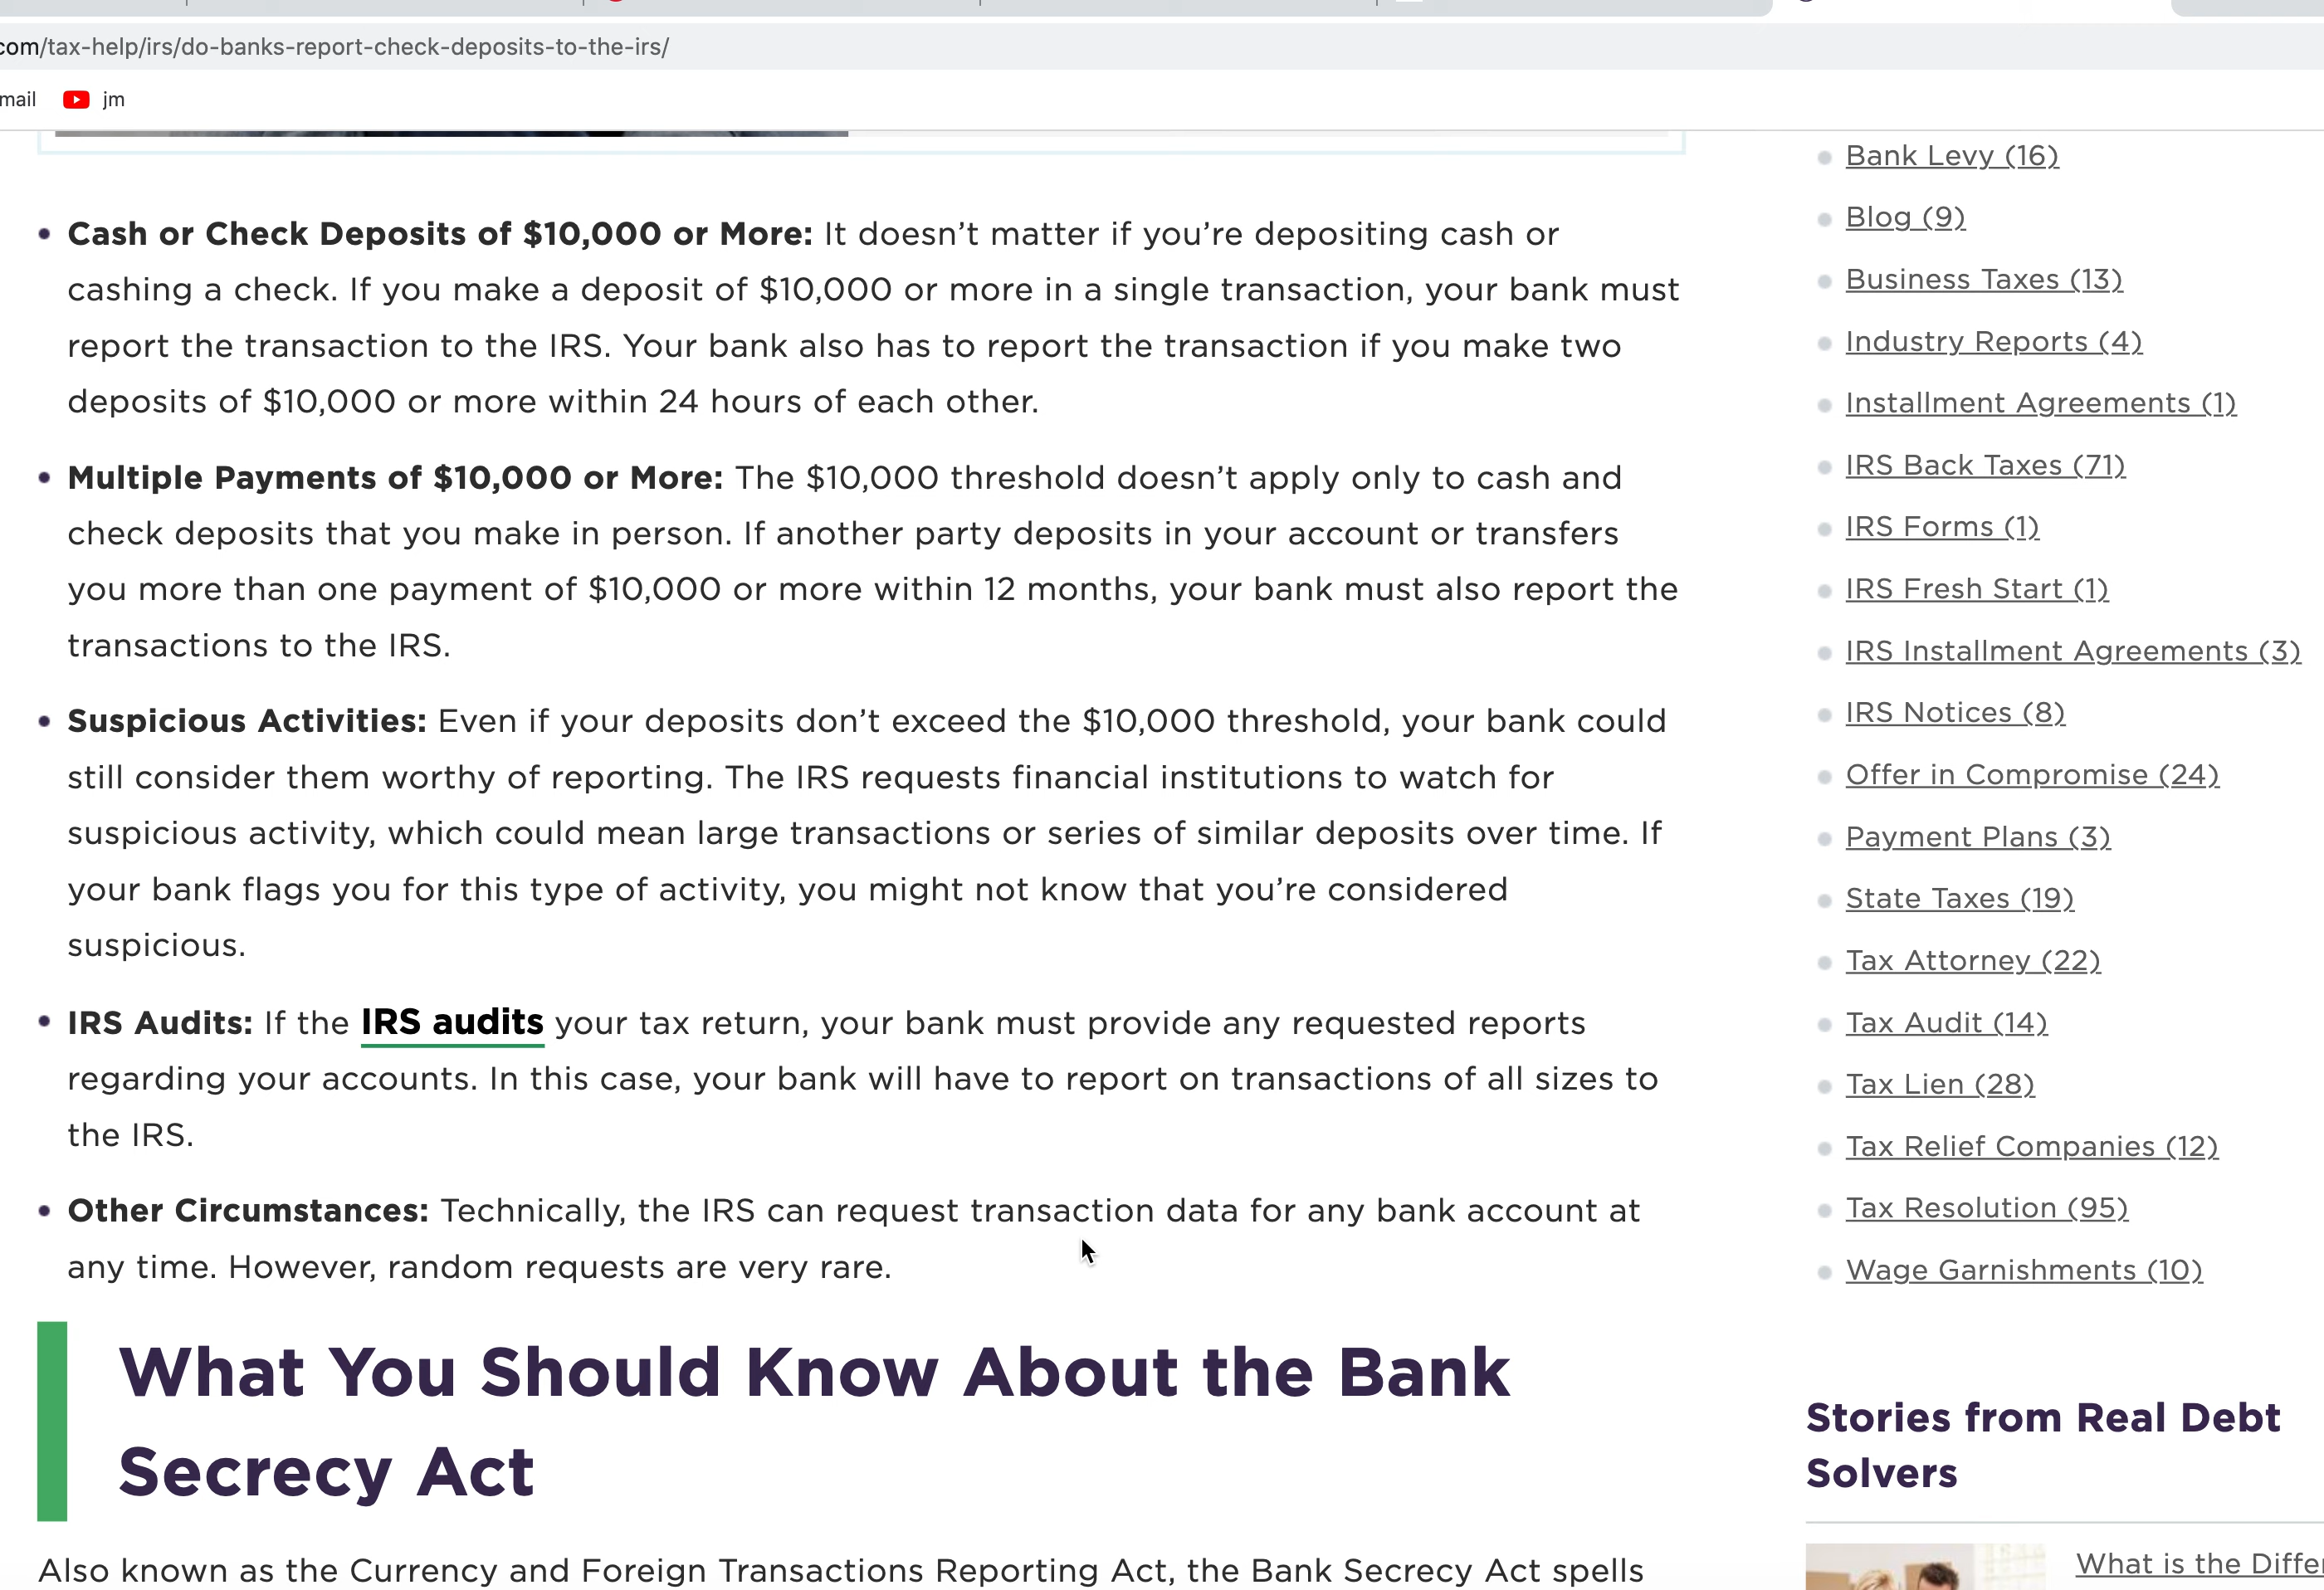 com/tax-help/irs/do-banks-report-check-deposits-to-the-irs/
mail
jm
Cash or Check Deposits of $10,000 or More: It doesn’t matter if you’re depositing cash or
cashing a check. If you make a deposit of $10,000 or more in a single transaction, your bank must
report the transaction to the IRS. Your bank also has to report the transaction if you make two
deposits of $10,000 or more within 24 hours of each other.
Multiple Payments of $10,000 or More: The $10,000 threshold doesn’t apply only to cash and
check deposits that you make in person. If another party deposits in your account or transfers
you more than one payment of $10,000 or more within 12 months, your bank must also report the
transactions to the IRS.
Suspicious Activities: Even if your deposits don’t exceed the $10,000 threshold, your bank could
still consider them worthy of reporting. The IRS requests financial institutions to watch for
suspicious activity, which could mean large transactions or series of similar deposits over time. If
your bank flags you for this type of activity, you might not know that you’re considered
suspicious.
IRS Audits: If the IRS audits your tax return, your bank must provide any requested reports
regarding your accounts. In this case, your bank will have to report on transactions of all sizes to
the IRS.
Other Circumstances: Technically, the IRS can request transaction data for any bank account at
any time. However, random requests are very rare.
What You Should Know About the Bank
Secrecy Act
Also known as the Currency and Foreign Transactions Reporting Act, the Bank Secrecy Act spells
Bank Levy (16)
Blog (9)
Business Taxes (13)
Industry Reports (4)
Installment Agreements (1)
IRS Back Taxes (71)
IRS Forms (1)
IRS Fresh Start (1)
IRS Installment Agreements (3)
IRS Notices (8)
Offer in Compromise (24)
Payment Plans (3)
State Taxes (19)
Tax Attorney (22)
Tax Audit (14)
Tax Lien (28)
Tax Relief Companies (12)
Tax Resolution (95)
Wage Garnishments (10)
Stories from Real Debt
Solvers
What is the